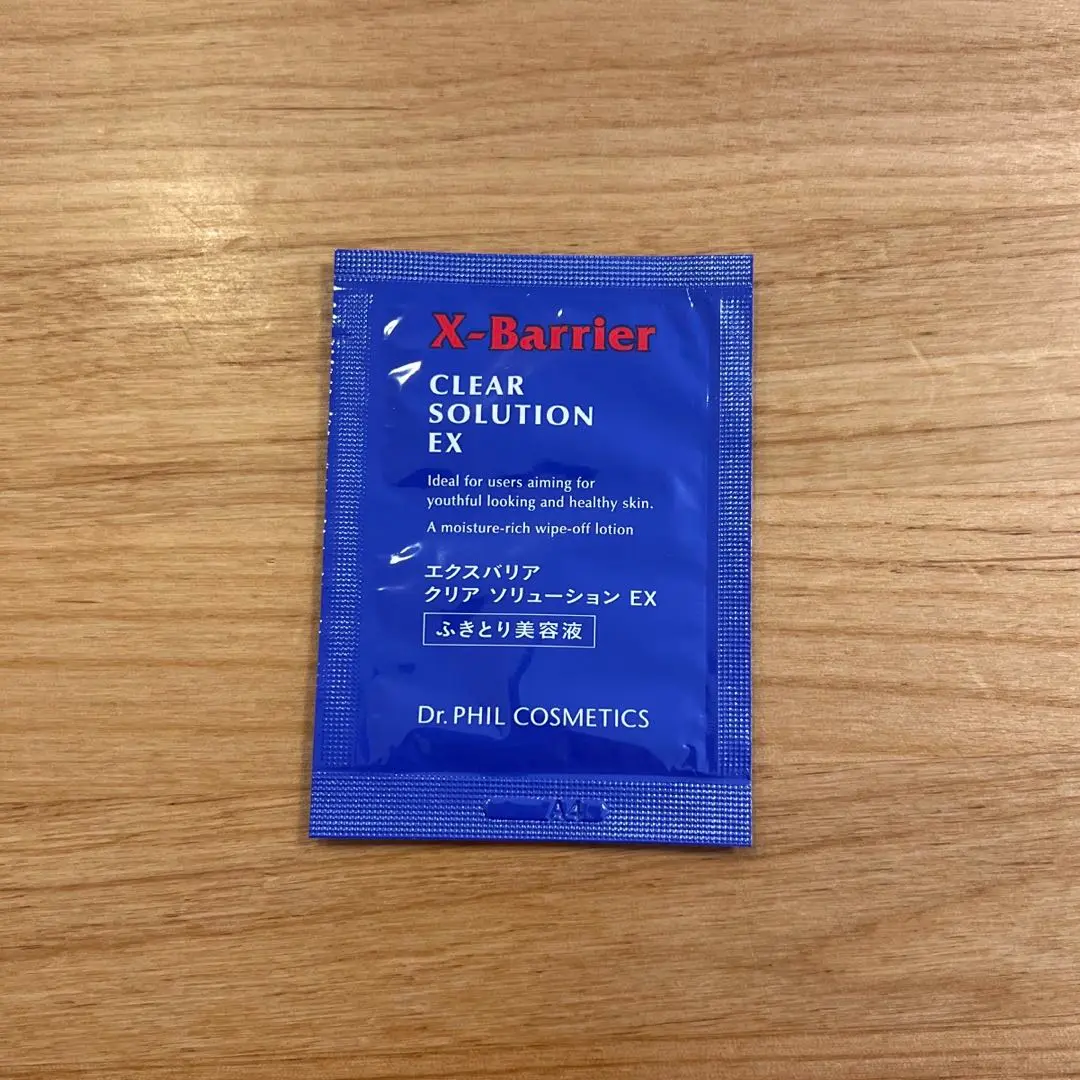 X-Barrier
CLEAR
SOLUTION
EX
Ideal for users aiming for
youthful looking and healthy skin.
A moisture-rich wipe-off lotion
エクスバリア
クリア ソリューション EX
ふきとり美容液
Dr. PHIL COSMETICS
A4